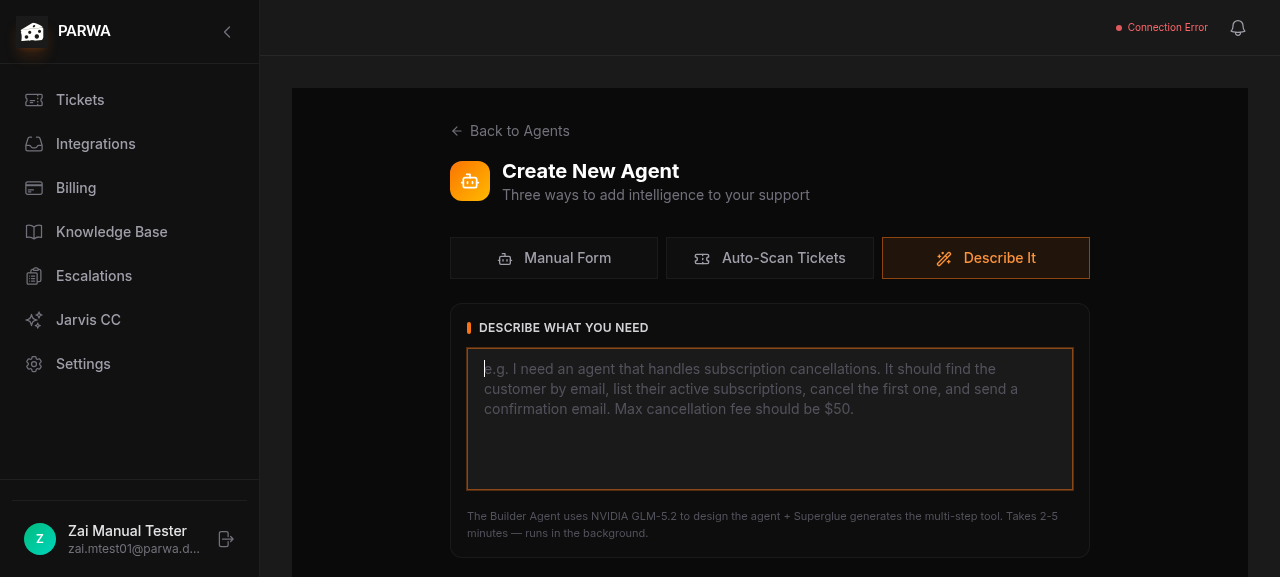 PARWA
Connection Error
Tickets
Integrations
Billing
Knowledge Base
Escalations
Jarvis CC
Settings
Z
Zai Manual Tester
zai.mtest01@parwa.d...
Back to Agents
Create New Agent
Three ways to add intelligence to your support
Manual Form
Auto-Scan Tickets
Describe It
DESCRIBE WHAT YOU NEED
e.g. I need an agent that handles subscription cancellations. It should find the
customer by email, list their active subscriptions, cancel the first one, and send a
confirmation email. Max cancellation fee should be $50.
The Builder Agent uses NVIDIA GLM-5.2 to design the agent + Superglue generates the multi-step tool. Takes 2-5
minutes — runs in the background.